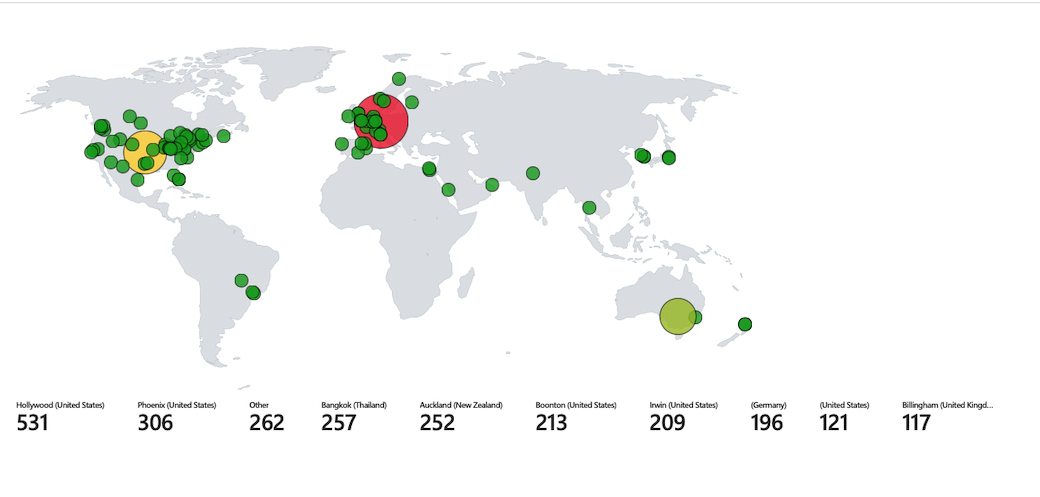 Hollywood (United States) Phoenix (United States) Other Bangkok (Thailand) Auckland (New Zealand) Boonton (United States) Irwin (United States) (Germany) (United States) Billingham (United Kingd...
531 306 262 257 252 213 209 196 121 117